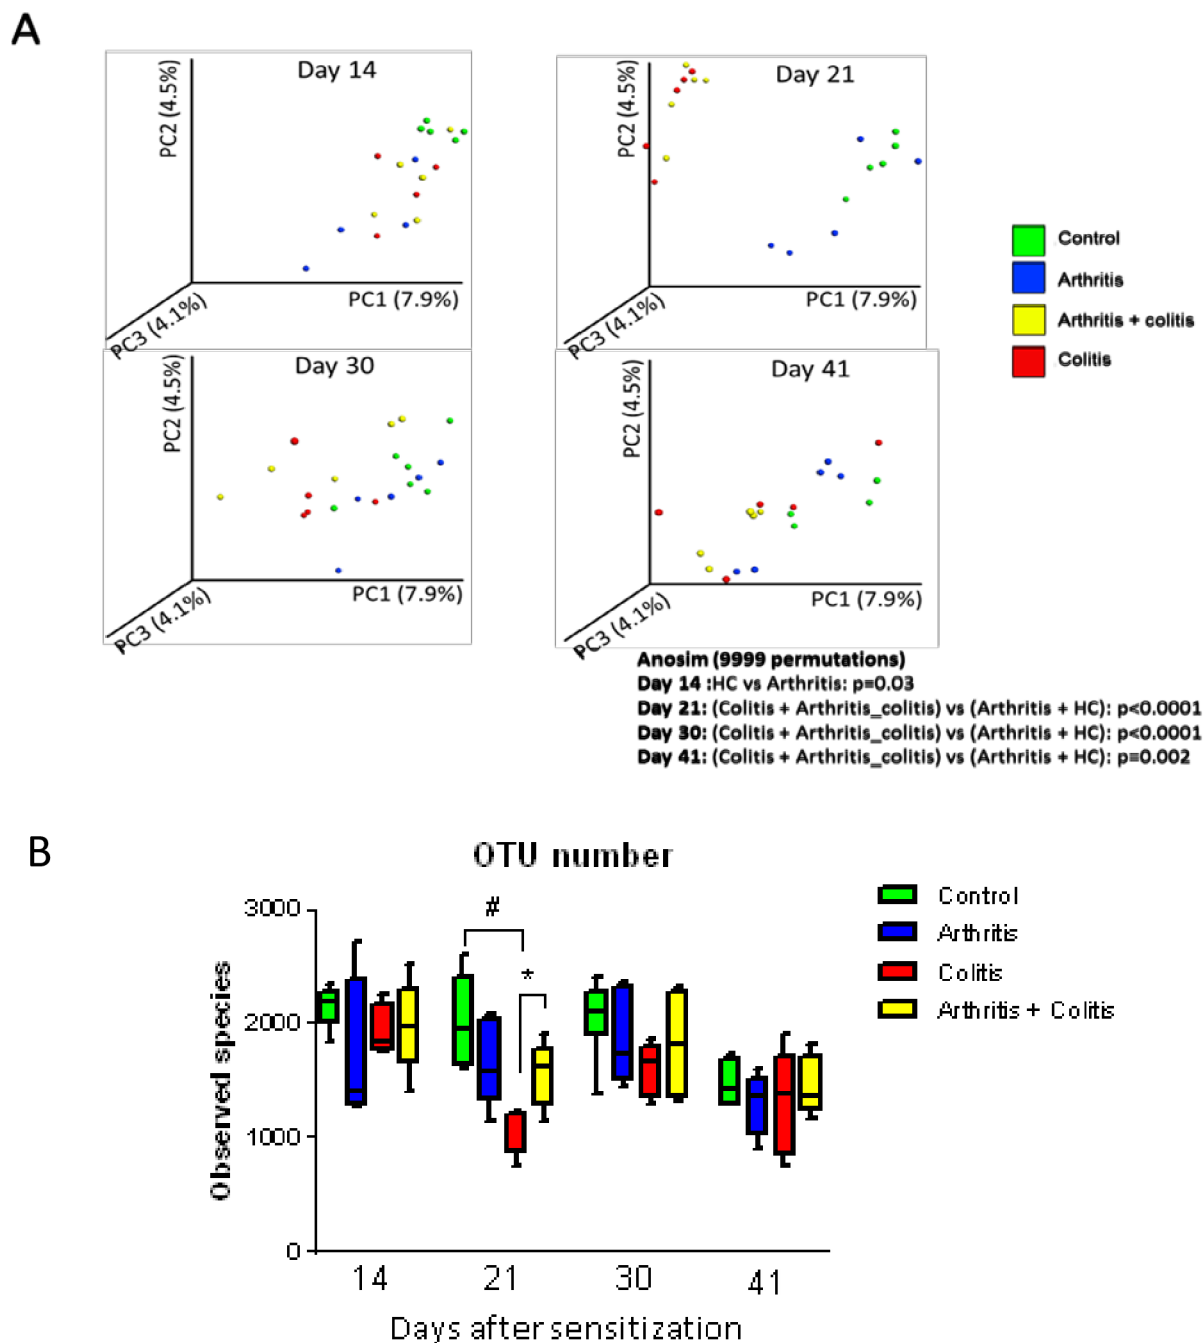 A
Day 14
PC2 (4.5%)
PC1 (7.9%)
PC3 (4.1%)
Day 21
PC2 (4.5%)
PC1 (7.9%)
PC3 (4.1%)
Control
Arthritis
Arthritis + colitis
Colitis
Day 30
PC2 (4.5%)
PC1 (7.9%)
PC3 (4.1%)
Day 41
PC2 (4.5%)
PC1 (7.9%)
PC3 (4.1%)
Anosim (9999 permutations)
Day 14 :HC vs Arthritis: p=0.03
Day 21: (Colitis + Arthritis_colitis) vs (Arthritis + HC): p<0.0001
Day 30: (Colitis + Arthritis_colitis) vs (Arthritis + HC): p<0.0001
Day 41: (Colitis + Arthritis_colitis) vs (Arthritis + HC): p=0.002
B
OTU number
Observed species
3000
2000
1000
0
#
*
14
21
30
41
Days after sensitization
Control
Arthritis
Colitis
Arthritis + Colitis